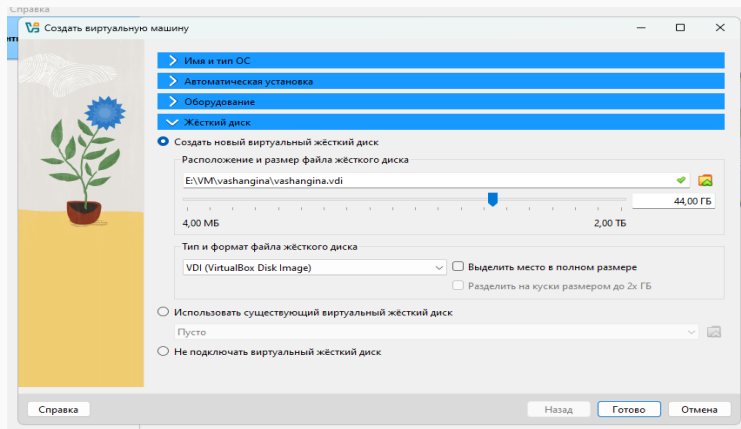 Справка
Создать виртуальную машину
Имя и тип ОС
Автоматическая установка
Оборудование
Жёсткий диск
Создать новый виртуальный жёсткий диск
Расположение и размер файла жёсткого диска
E:\VM\vashangina\vashangina.vdi
44,00 ГБ
4,00 МБ 2,00 ТБ
Тип и формат файла жёсткого диска
VDI (VirtualBox Disk Image) Выделить место в полном размере
Разделить на куски размером до 2х ГБ
Использовать существующий виртуальный жёсткий диск
Пусто
Не подключать виртуальный жёсткий диск
Справка Назад Готово Отмена